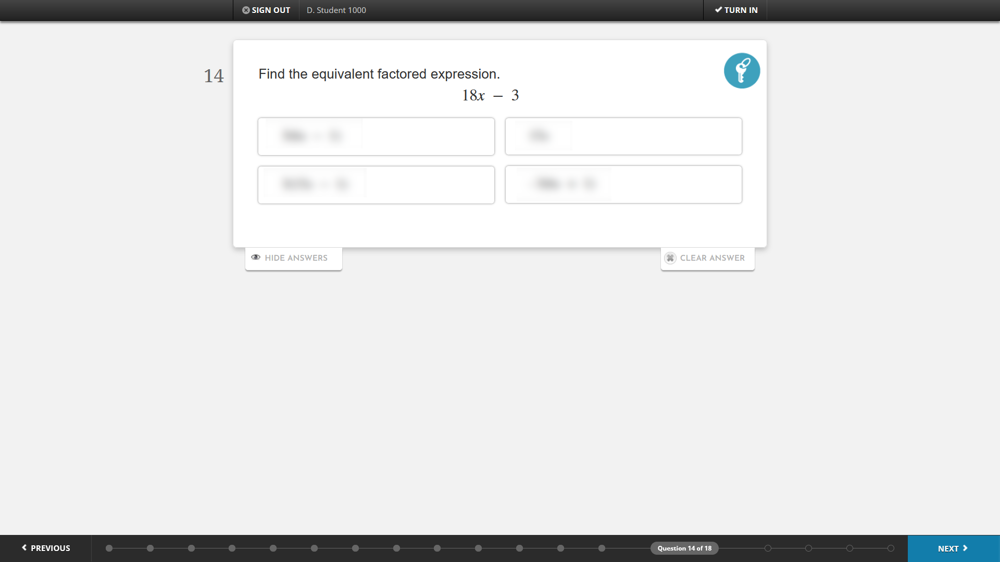 SIGN OUT
D. Student 1000
TURN IN
14
Find the equivalent factored expression.
18x − 3
HIDE ANSWERS
CLEAR ANSWER
PREVIOUS
Question 14 of 18
NEXT